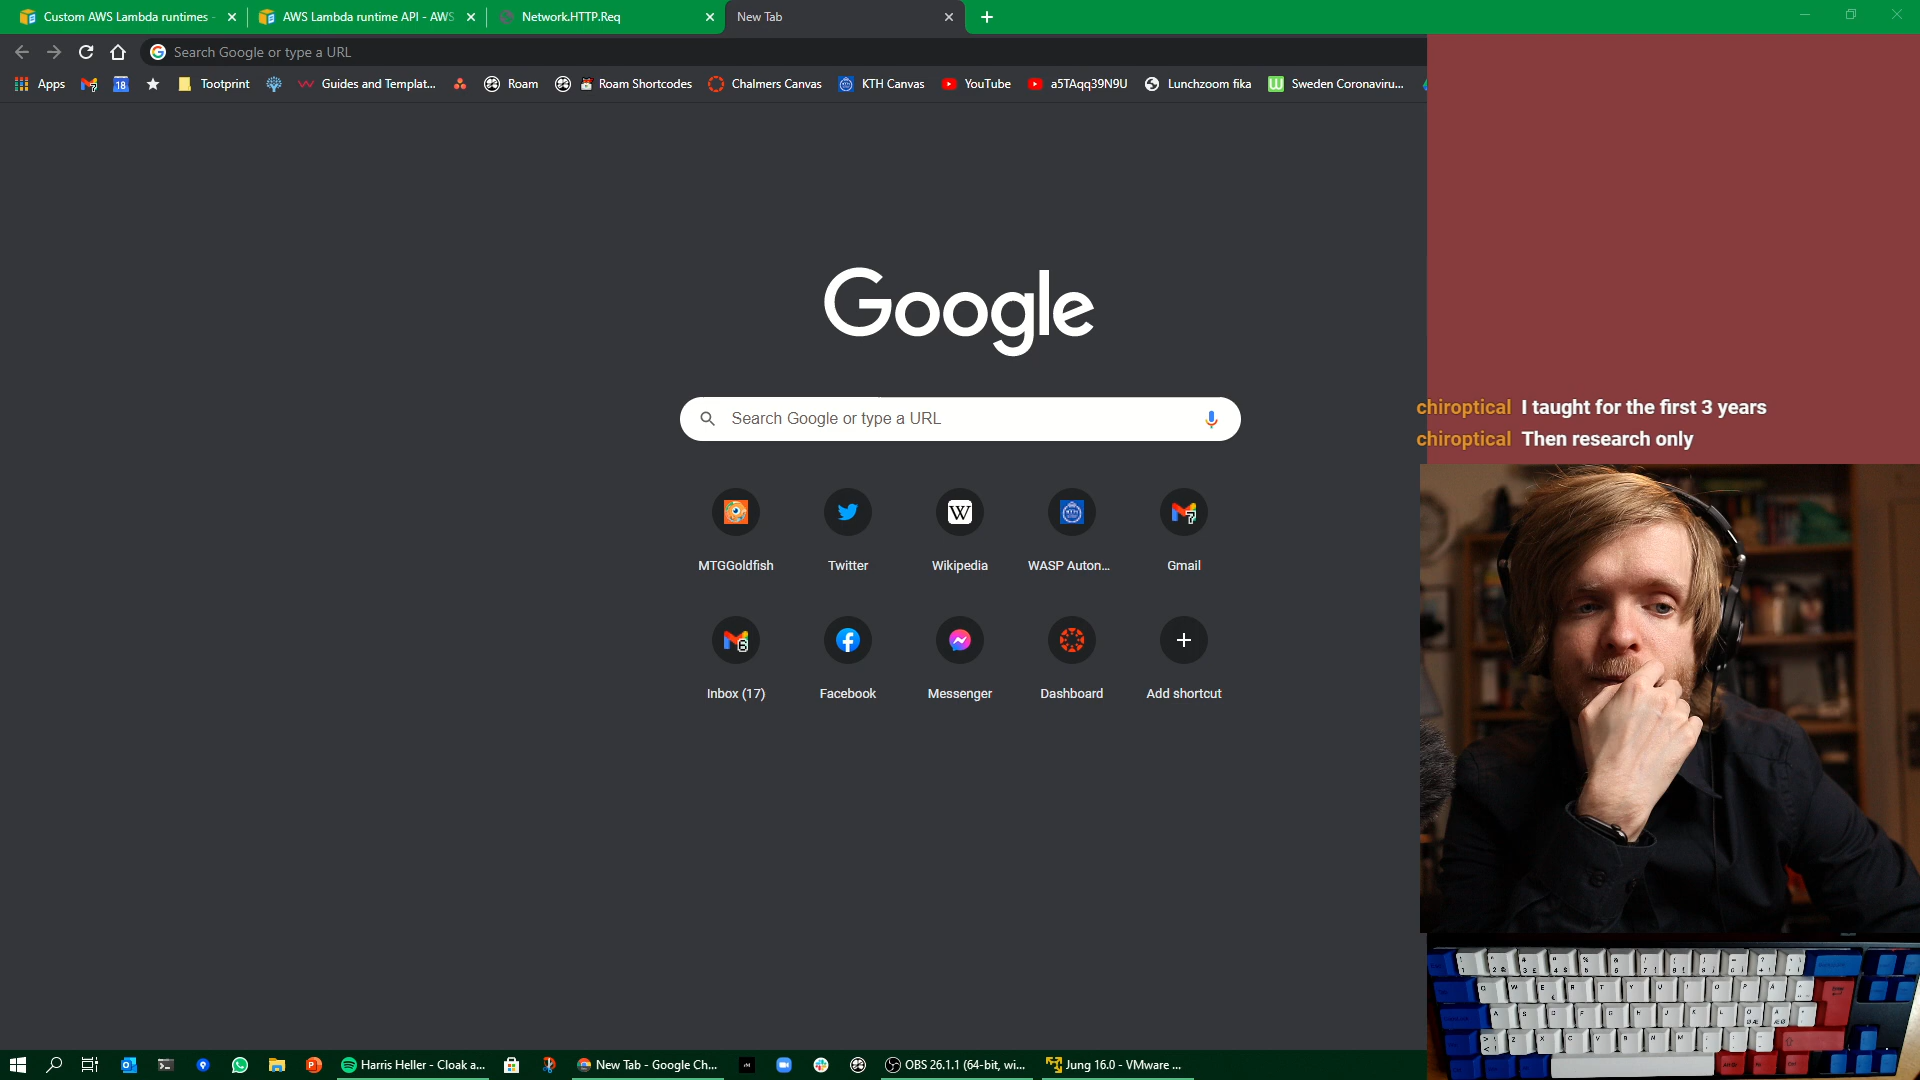 Custom AWS Lambda runtimes -
AWS Lambda runtime API - AWS
Network.HTTP.Req
New Tab
Search Google or type a URL
Apps
18
Tootprint
Guides and Templat...
Roam
Roam Shortcodes
Chalmers Canvas
KTH Canvas
YouTube
a5TAqq39N9U
Lunchzoom fika
Sweden Coronaviru...
Google
Search Google or type a URL
chiroptical I taught for the first 3 years
chiroptical Then research only
MTGGoldfish
Twitter
Wikipedia
WASP Auton...
Gmail
Inbox (17)
Facebook
Messenger
Dashboard
Add shortcut
Harris Heller - Cloak a...
New Tab - Google Ch...
OBS 26.1.1 (64-bit, wi...
Jung 16.0 - VMware ...